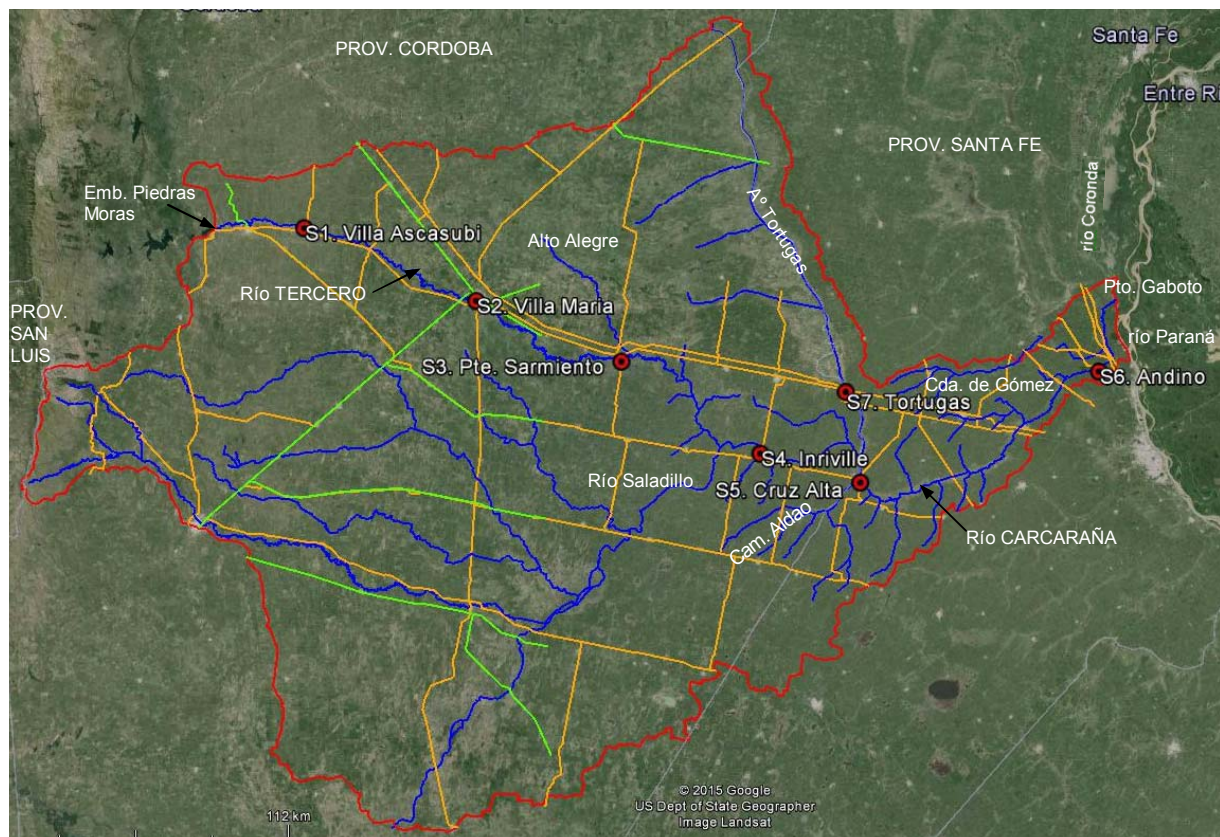 PROV. CORDOBA
Santa Fe
Entre Rí
PROV. SANTA FE
río Coronda
Emb. Piedras
Moras
S1. Villa Ascasubi
Alto Alegre
Aº Tortugas
Río TERCERO
S2. Villa Maria
Pto. Gaboto
PROV.
SAN
LUIS
río Paraná
S3. Pte. Sarmiento
S6. Andino
Cda. de Gómez
S7. Tortugas
S4. Inriville
Río Saladillo
S5. Cruz Alta
Cam. Aldao
Río CARCARAÑA
© 2015 Google
US Dept of State Geographer
Image Landsat
112 km